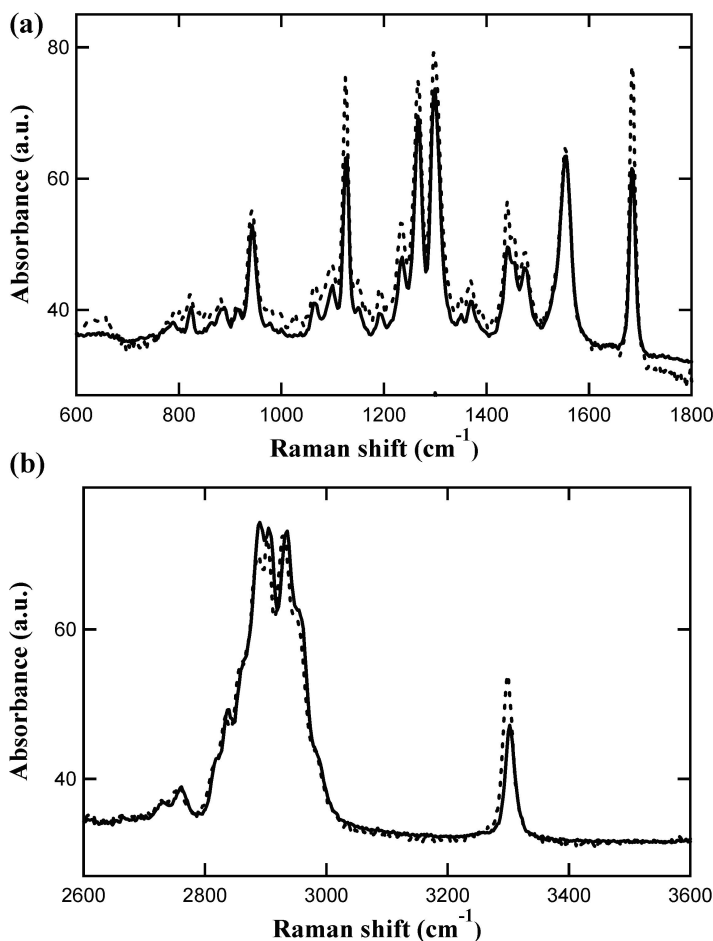 (a)
80
60
40
Absorbance (a.u.)
600 800 1000 1200 1400 1600 1800
Raman shift (cm-1)
(b)
60
40
Absorbance (a.u.)
2600 2800 3000 3200 3400 3600
Raman shift (cm-1)